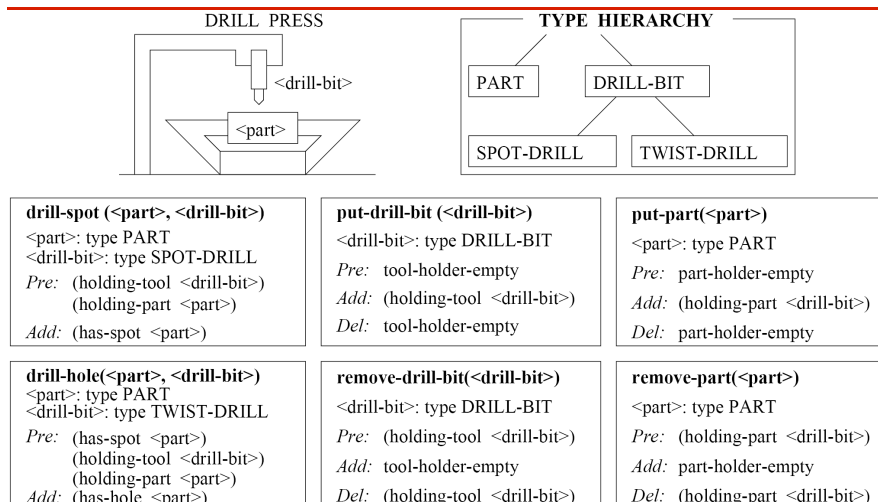 DRILL PRESS
<drill-bit>
<part>
TYPE HIERARCHY
PART
DRILL-BIT
SPOT-DRILL
TWIST-DRILL
drill-spot (<part>, <drill-bit>)
<part>: type PART
<drill-bit>: type SPOT-DRILL
Pre: (holding-tool <drill-bit>)
(holding-part <part>)
Add: (has-spot <part>)
put-drill-bit (<drill-bit>)
<drill-bit>: type DRILL-BIT
Pre: tool-holder-empty
Add: (holding-tool <drill-bit>)
Del: tool-holder-empty
put-part(<part>)
<part>: type PART
Pre: part-holder-empty
Add: (holding-part <drill-bit>)
Del: part-holder-empty
drill-hole(<part>, <drill-bit>)
<part>: type PART
<drill-bit>: type TWIST-DRILL
Pre: (has-spot <part>)
(holding-tool <drill-bit>)
(holding-part <part>)
Add: (has-hole <part>)
remove-drill-bit(<drill-bit>)
<drill-bit>: type DRILL-BIT
Pre: (holding-tool <drill-bit>)
Add: tool-holder-empty
Del: (holding-tool <drill-bit>)
remove-part(<part>)
<part>: type PART
Pre: (holding-part <drill-bit>)
Add: part-holder-empty
Del: (holding-part <drill-bit>)